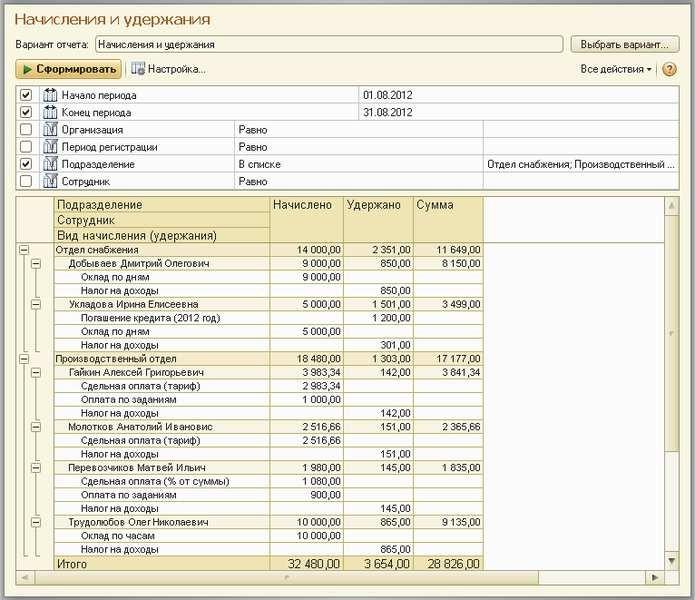 Начисления и удержания
Вариант отчета: Начисления и удержания Выбрать вариант...
Сформировать Настройка... Все действия ?
Начало периода 01.08.2012
Конец периода 31.08.2012
Организация Равно
Период регистрации Равно
Подразделение В списке Отдел снабжения; Производственный ...
Сотрудник Равно
Подразделение Начислено Удержано Сумма
Сотрудник
Вид начисления (удержания)
Отдел снабжения 14 000,00 2 351,00 11 649,00
Добываев Дмитрий Олегович 9 000,00 850,00 8 150,00
Оклад по дням 9 000,00
Налог на доходы 850,00
Укладова Ирина Елисеевна 5 000,00 1 501,00 3 499,00
Погашение кредита (2012 год) 1 200,00
Оклад по дням 5 000,00
Налог на доходы 301,00
Производственный отдел 18 480,00 1 303,00 17 177,00
Гайкин Алексей Григорьевич 3 983,34 142,00 3 841,34
Сдельная оплата (тариф) 2 983,34
Оплата по заданиям 1 000,00
Налог на доходы 142,00
Молотков Анатолий Иванович 2 516,66 151,00 2 365,66
Сдельная оплата (тариф) 2 516,66
Налог на доходы 151,00
Перевозчиков Матвей Ильич 1 980,00 145,00 1 835,00
Сдельная оплата (% от суммы) 1 080,00
Оплата по заданиям 900,00
Налог на доходы 145,00
Трудолюбов Олег Николаевич 10 000,00 865,00 9 135,00
Оклад по часам 10 000,00
Налог на доходы 865,00
Итого 32 480,00 3 654,00 28 826,00